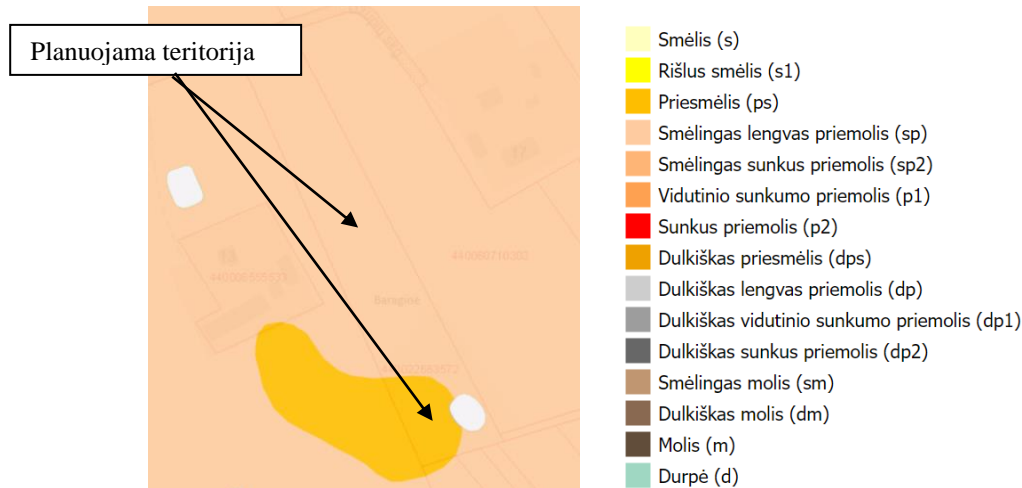 Planuojama teritorija
Baraginė
Smėlis (s)
Rišlus smėlis (s1)
Priesmėlis (ps)
Smėlingas lengvas priemolis (sp)
Smėlingas sunkus priemolis (sp2)
Vidutinio sunkumo priemolis (p1)
Sunkus priemolis (p2)
Dulkiškas priesmėlis (dps)
Dulkiškas lengvas priemolis (dp)
Dulkiškas vidutinio sunkumo priemolis (dp1)
Dulkiškas sunkus priemolis (dp2)
Smėlingas molis (sm)
Dulkiškas molis (dm)
Molis (m)
Durpė (d)